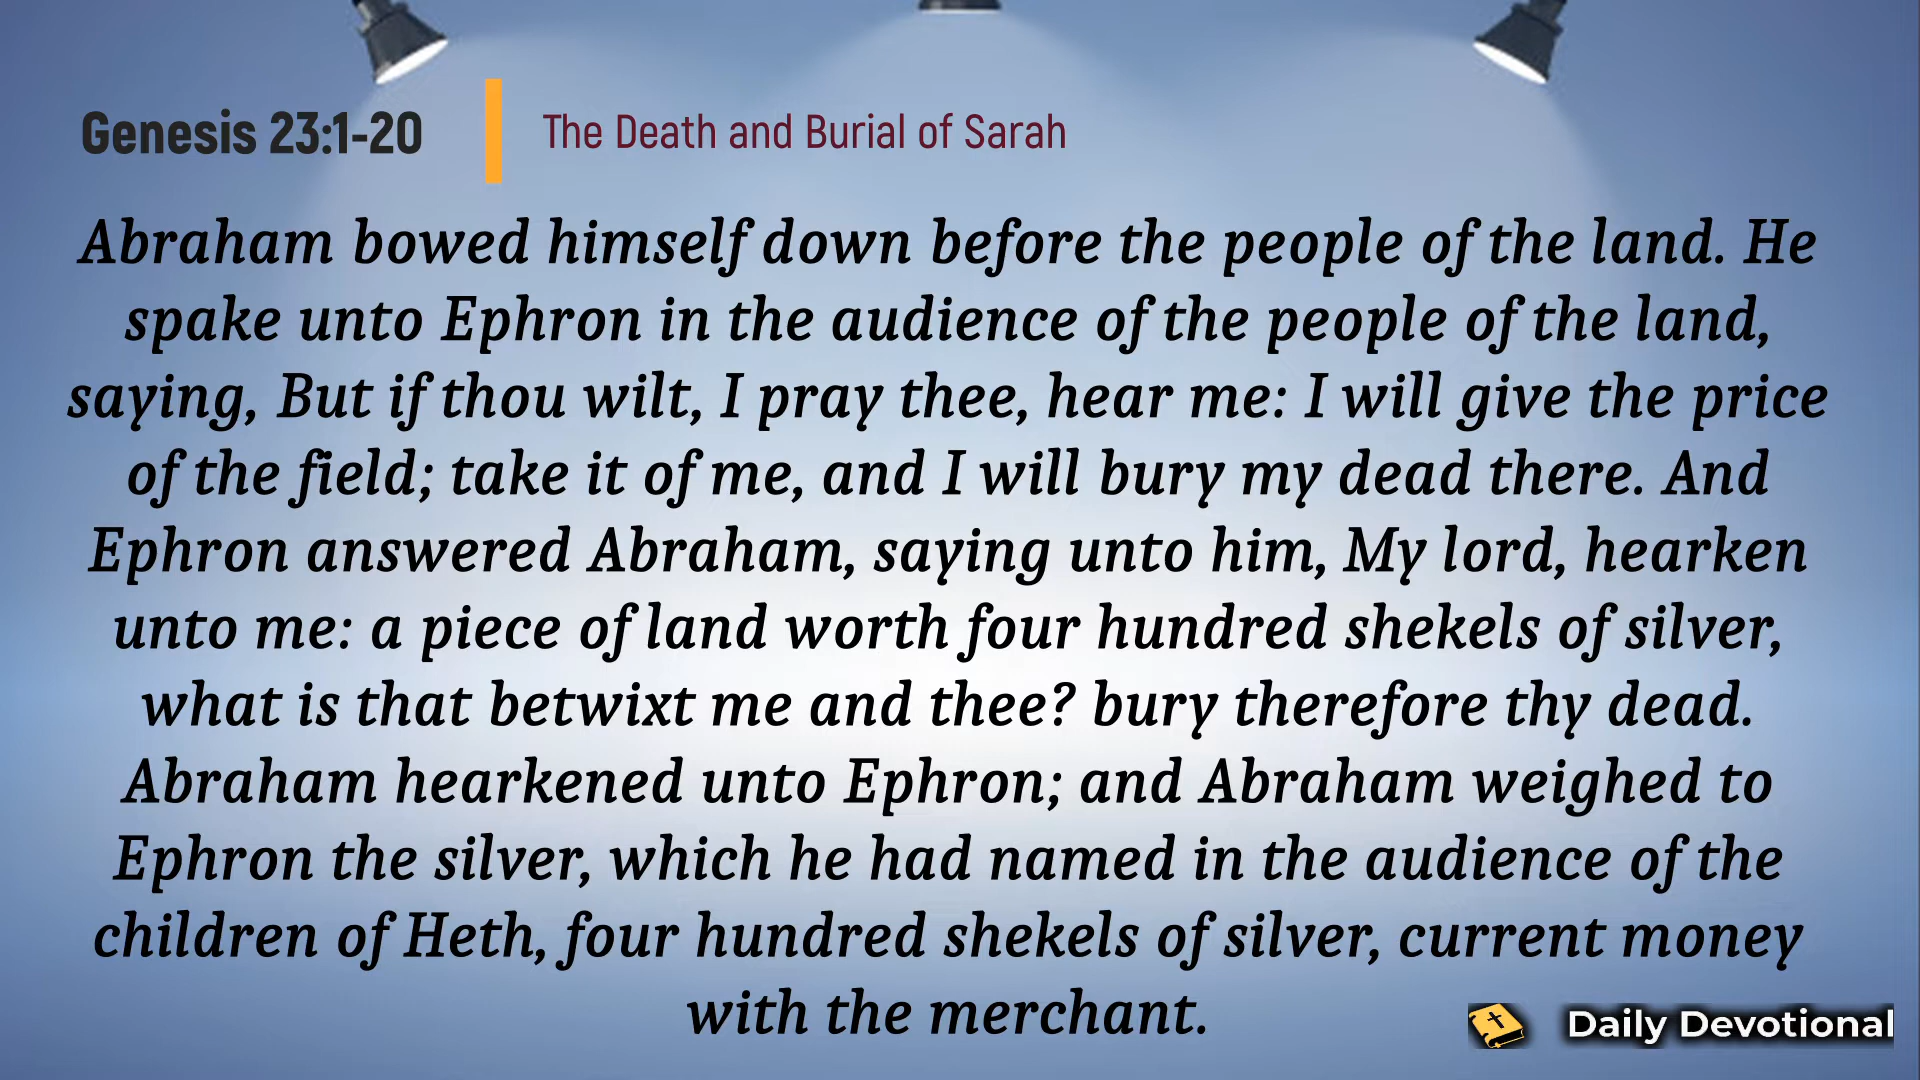 Genesis 23:1-20
The Death and Burial of Sarah
Abraham bowed himself down before the people of the land. He
spake unto Ephron in the audience of the people of the land,
saying, But if thou wilt, I pray thee, hear me: I will give the price
of the field; take it of me, and I will bury my dead there. And
Ephron answered Abraham, saying unto him, My lord, hearken
unto me: a piece of land worth four hundred shekels of silver,
what is that betwixt me and thee? bury therefore thy dead.
Abraham hearkened unto Ephron; and Abraham weighed to
Ephron the silver, which he had named in the audience of the
children of Heth, four hundred shekels of silver, current money
with the merchant.
Daily Devotional